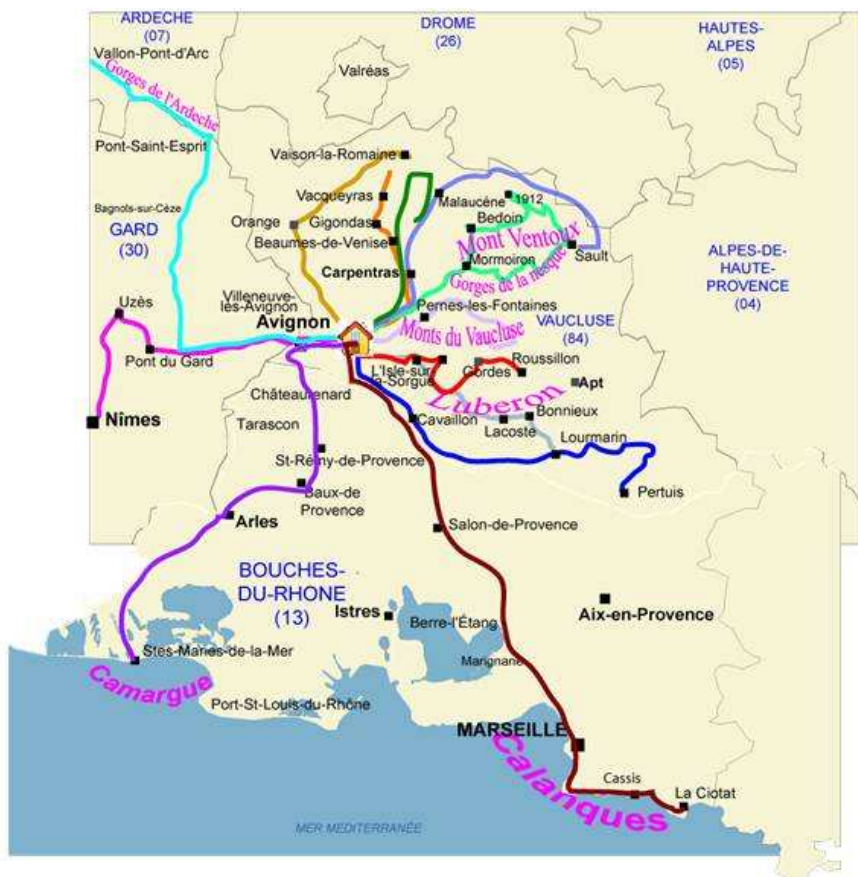 ARDECHE
(07)
DROME
(26)
HAUTES-
ALPES
(05)
Vallon-Pont-d'Arc
Valréas
Gorges de l'Ardeche
Pont-Saint-Esprit
Vaison-la-Romaine
Bagnols-sur-Cèze
Vacqueyras
Malaucéne
1912
Orange
Gigondas
Bedoin
GARD
(30)
Beaumes-de-Venise
Mont Ventoux
Sault
ALPES-DE-
HAUTE-
PROVENCE
(04)
Carpentras
Mormoiron
Gorges de la nesque
Uzès
Villeneuve-
lès-Avignon
Pernes-les-Fontaines
Avignon
Monts du Vaucluse
VAUCLUSE
(84)
Pont du Gard
L'Isle-sur
la-Sorgue
Gordes
Roussillon
Châteaurenard
Luberon
Apt
Nîmes
Tarascon
Cavaillon
Lacoste
Bonnieux
Lourmarin
St-Rémy-de-Provence
Baux-de
Provence
Pertuis
Arles
Salon-de-Provence
BOUCHES-
DU-RHONE
(13)
Istres
Berre-l'Étang
Aix-en-Provence
Stes-Maries-de-la-Mer
Marignane
Camargue
Port-St-Louis-du-Rhône
MARSEILLE
Calanques
Cassis
La Ciotat
MER MEDITERRANÉE